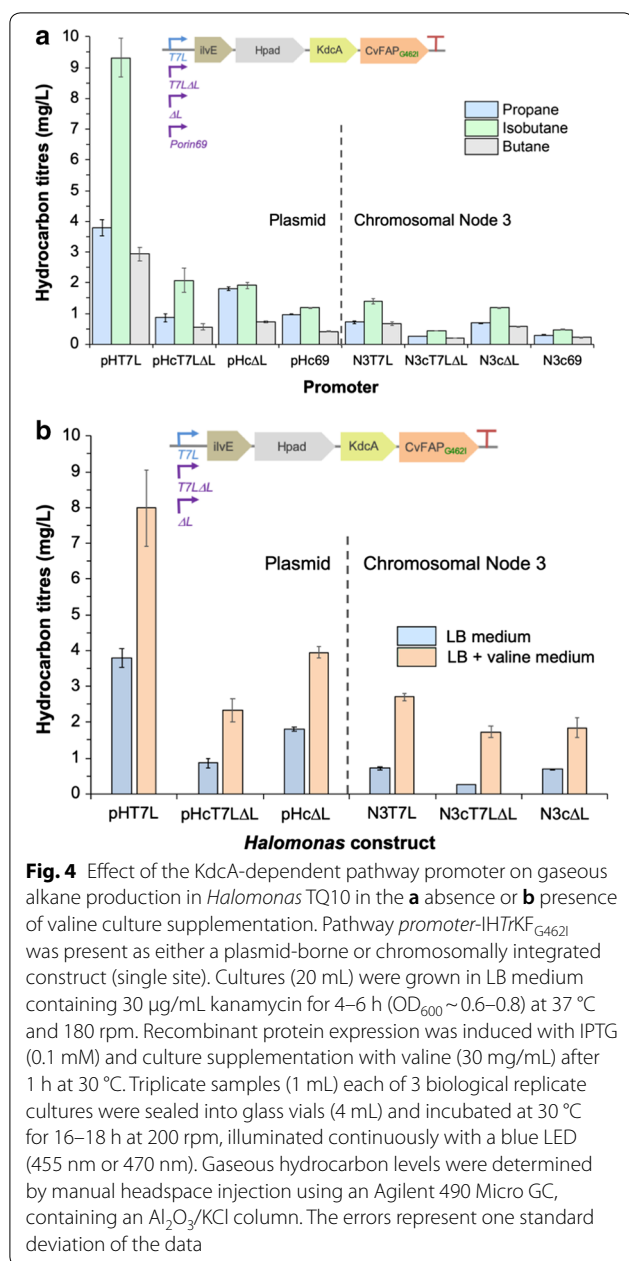 a
10
9
8
7
6
5
4
3
2
1
0
Hydrocarbon titres (mg/L)
ilvE Hpad KdcA CvFAPG462I
T7L
T7LΔL
ΔL
Porin69
Propane
Isobutane
Butane
Plasmid Chromosomal Node 3
pHT7L pHcT7LΔL pHcΔL pHc69 N3T7L N3cT7LΔL N3cΔL N3c69
Promoter
b
10
9
8
7
6
5
4
3
2
1
0
Hydrocarbon titres (mg/L)
ilvE Hpad KdcA CvFAPG462I
T7L
T7LΔL
ΔL
Plasmid Chromosomal Node 3
LB medium
LB + valine medium
pHT7L pHcT7LΔL pHcΔL N3T7L N3cT7LΔL N3cΔL
Halomonas construct
Fig. 4 Effect of the KdcA-dependent pathway promoter on gaseous
alkane production in Halomonas TQ10 in the a absence or b presence
of valine culture supplementation. Pathway promoter-IHTrKFG462I
was present as either a plasmid-borne or chromosomally integrated
construct (single site). Cultures (20 mL) were grown in LB medium
containing 30 µg/mL kanamycin for 4–6 h (OD600 ~ 0.6–0.8) at 37 °C
and 180 rpm. Recombinant protein expression was induced with IPTG
(0.1 mM) and culture supplementation with valine (30 mg/mL) after
1 h at 30 °C. Triplicate samples (1 mL) each of 3 biological replicate
cultures were sealed into glass vials (4 mL) and incubated at 30 °C
for 16–18 h at 200 rpm, illuminated continuously with a blue LED
(455 nm or 470 nm). Gaseous hydrocarbon levels were determined
by manual headspace injection using an Agilent 490 Micro GC,
containing an Al2O3/KCl column. The errors represent one standard
deviation of the data